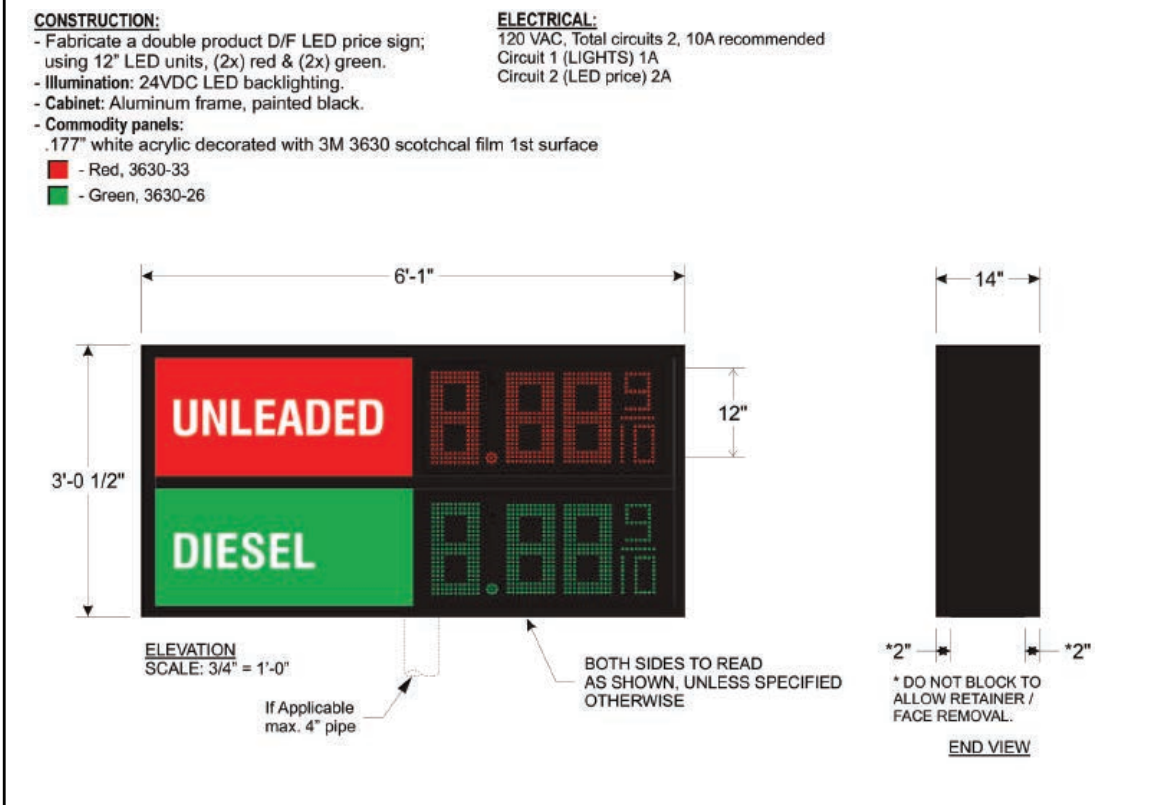 CONSTRUCTION:
- Fabricate a double product D/F LED price sign;
using 12" LED units, (2x) red & (2x) green.
- Illumination: 24VDC LED backlighting.
- Cabinet: Aluminum frame, painted black.
- Commodity panels:
.177" white acrylic decorated with 3M 3630 scotchcal film 1st surface
- Red, 3630-33
- Green, 3630-26
ELECTRICAL:
120 VAC, Total circuits 2, 10A recommended
Circuit 1 (LIGHTS) 1A
Circuit 2 (LED price) 2A
6'-1"
14"
3'-0 1/2"
UNLEADED
8.88 9/10
12"
DIESEL
8.88 9/10
ELEVATION
SCALE: 3/4" = 1'-0"
If Applicable
max. 4" pipe
BOTH SIDES TO READ
AS SHOWN, UNLESS SPECIFIED
OTHERWISE
*2" *2"
* DO NOT BLOCK TO
ALLOW RETAINER /
FACE REMOVAL.
END VIEW